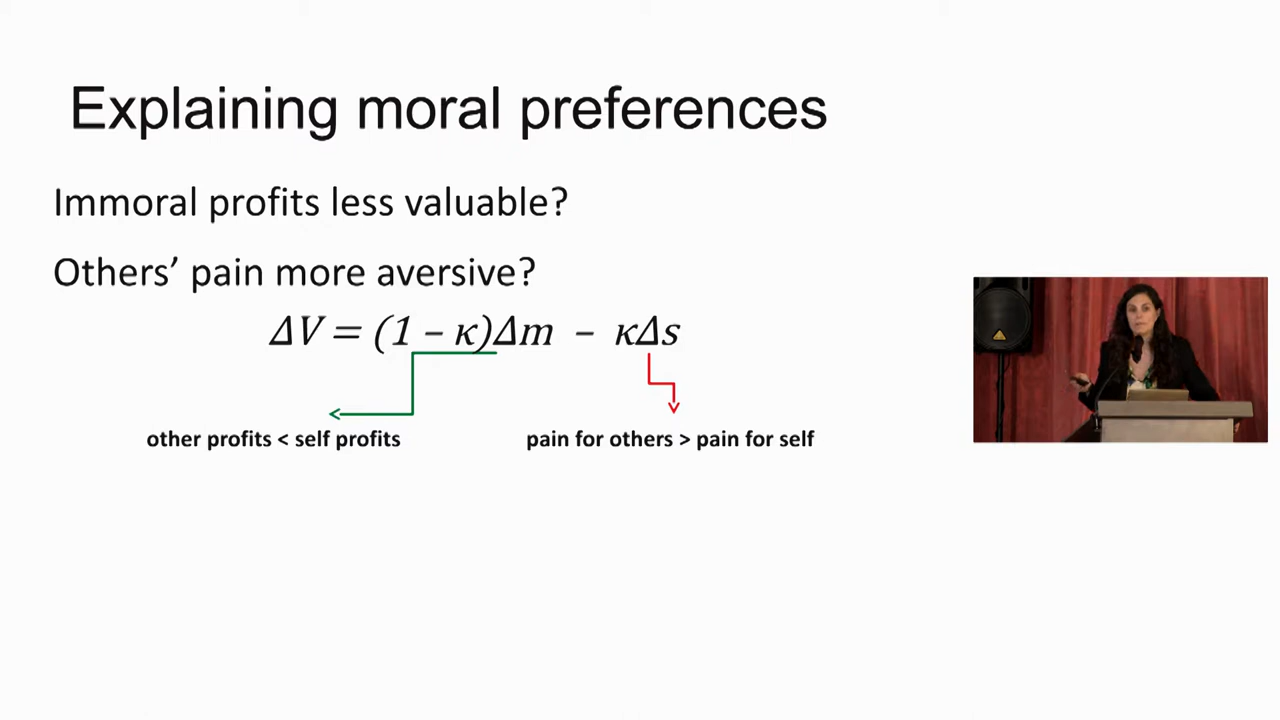 Explaining moral preferences
Immoral profits less valuable?
Others’ pain more aversive?
ΔV = (1 – κ)Δm – κΔs
other profits < self profits
pain for others > pain for self